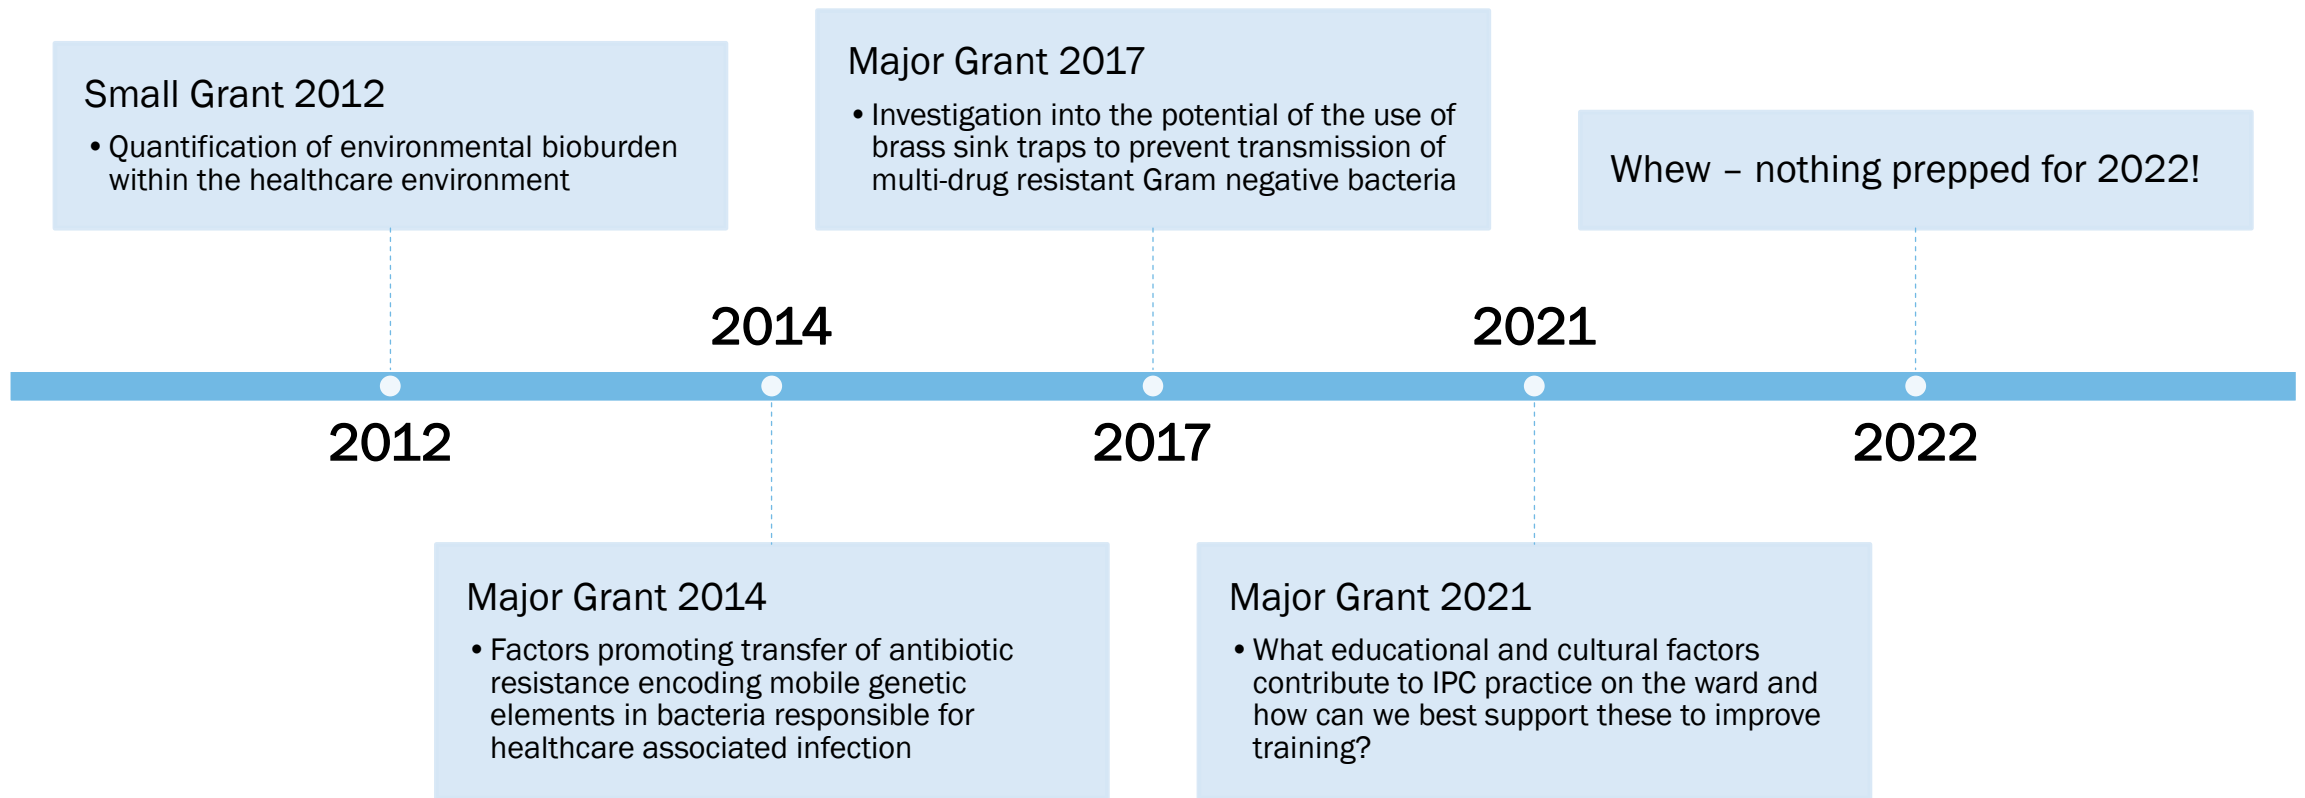 Small Grant 2012
• Quantification of environmental bioburden
within the healthcare environment
Major Grant 2017
• Investigation into the potential of the use of
brass sink traps to prevent transmission of
multi-drug resistant Gram negative bacteria
Whew – nothing prepped for 2022!
2014
2021
2012
2017
2022
Major Grant 2014
• Factors promoting transfer of antibiotic
resistance encoding mobile genetic
elements in bacteria responsible for
healthcare associated infection
Major Grant 2021
• What educational and cultural factors
contribute to IPC practice on the ward and
how can we best support these to improve
training?